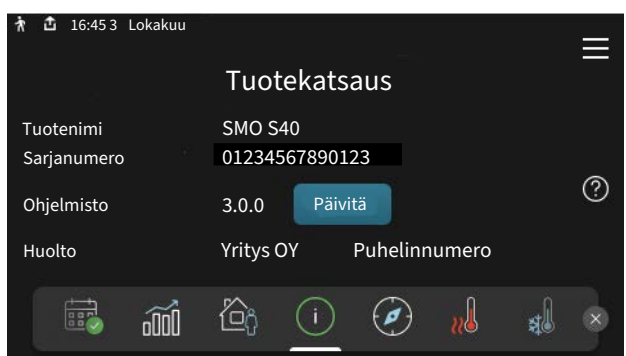 16:45 3 Lokakuu
Tuotekatsaus
Tuotenimi SMO S40
Sarjanumero 01234567890123
?
Ohjelmisto 3.0.0 Päivitä
Huolto Yritys OY Puhelinnumero
i